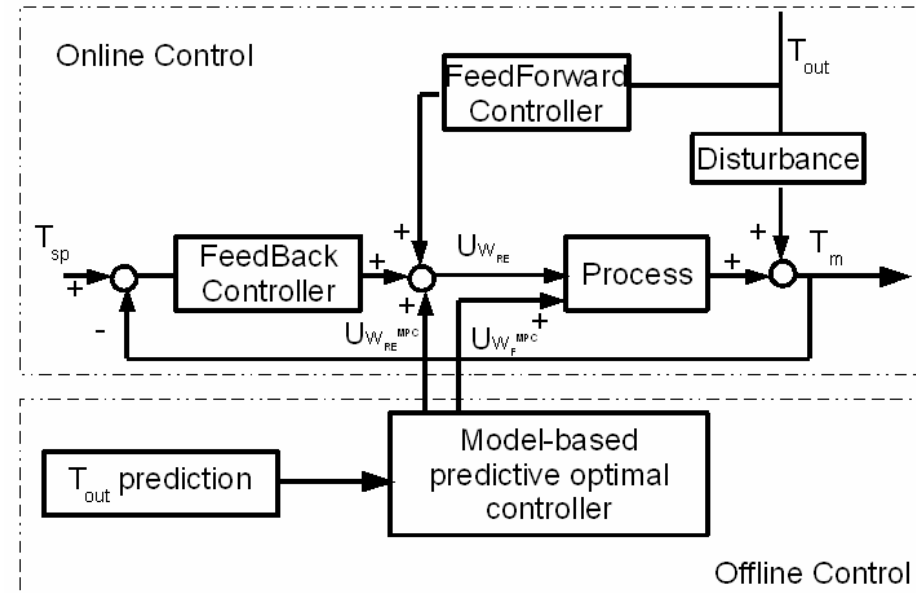 Online Control
T_out
FeedForward
Controller
Disturbance
T_sp
+
-
FeedBack
Controller
+
+
+
U_W_RE
Process
+
+
T_m
U_W_RE^MPC
U_W_F^MPC
+
T_out prediction
Model-based
predictive optimal
controller
Offline Control